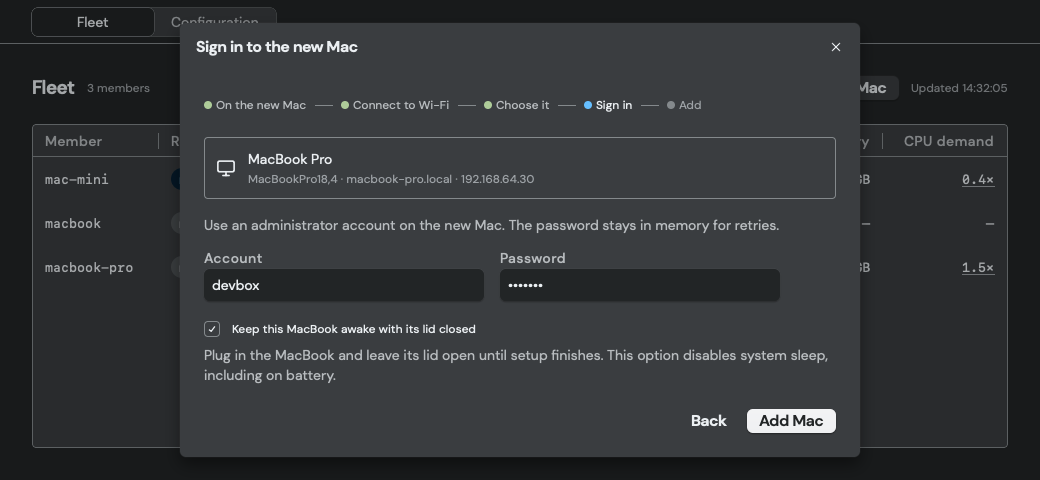 Fleet
Configuration
Sign in to the new Mac
Fleet
3 members
Mac
Updated 14:32:05
On the new Mac
Connect to Wi-Fi
Choose it
Sign in
Add
Member
CPU demand
MacBook Pro
MacBookPro18,4 · macbook-pro.local · 192.168.64.30
mac-mini
0.4×
macbook
—
Use an administrator account on the new Mac. The password stays in memory for retries.
macbook-pro
1.5×
Account
Password
devbox
•••••••
Keep this MacBook awake with its lid closed
Plug in the MacBook and leave its lid open until setup finishes. This option disables system sleep,
including on battery.
Back
Add Mac